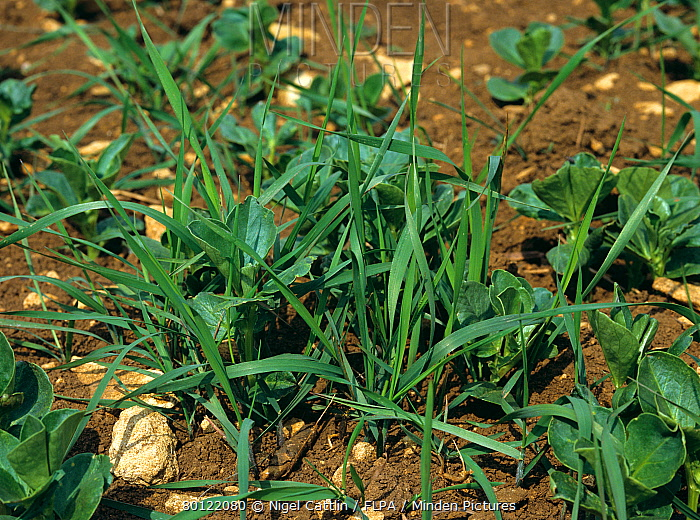 MINDEN
PICTURES
80122080 © Nigel Cattlin / FLPA / Minden Pictures